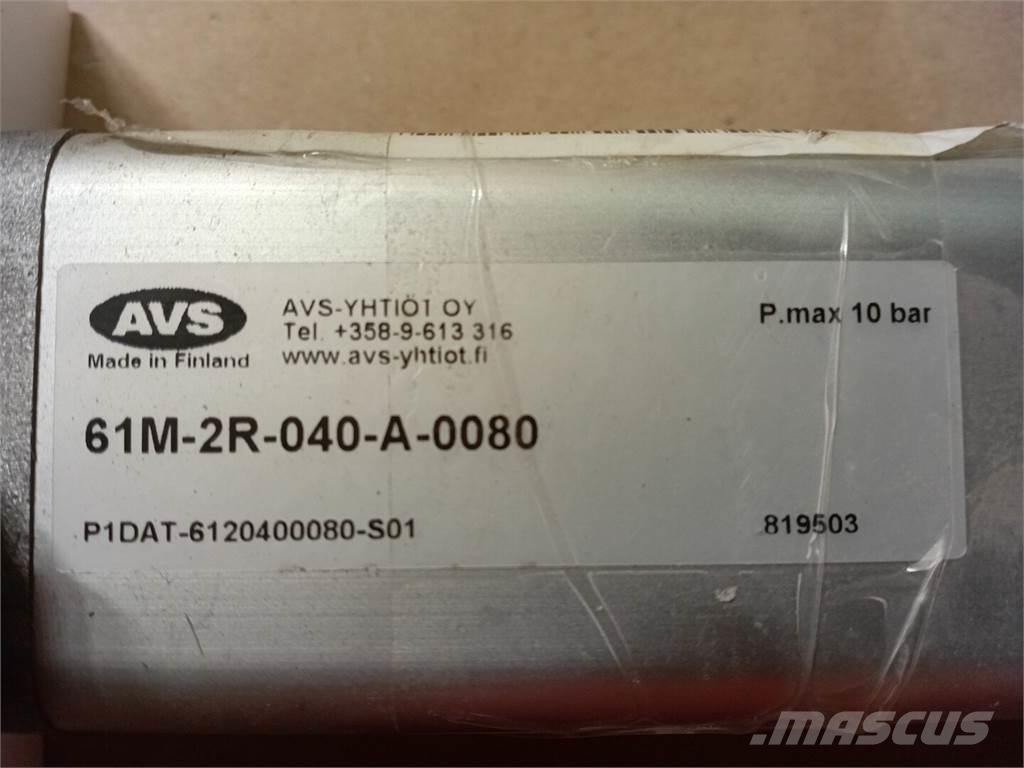 AVS
Made in Finland
AVS-YHTIÖT OY
Tel. +358-9-613 316
www.avs-yhtiot.fi
P.max 10 bar
61M-2R-040-A-0080
P1DAT-6120400080-S01
819503
MASCUS